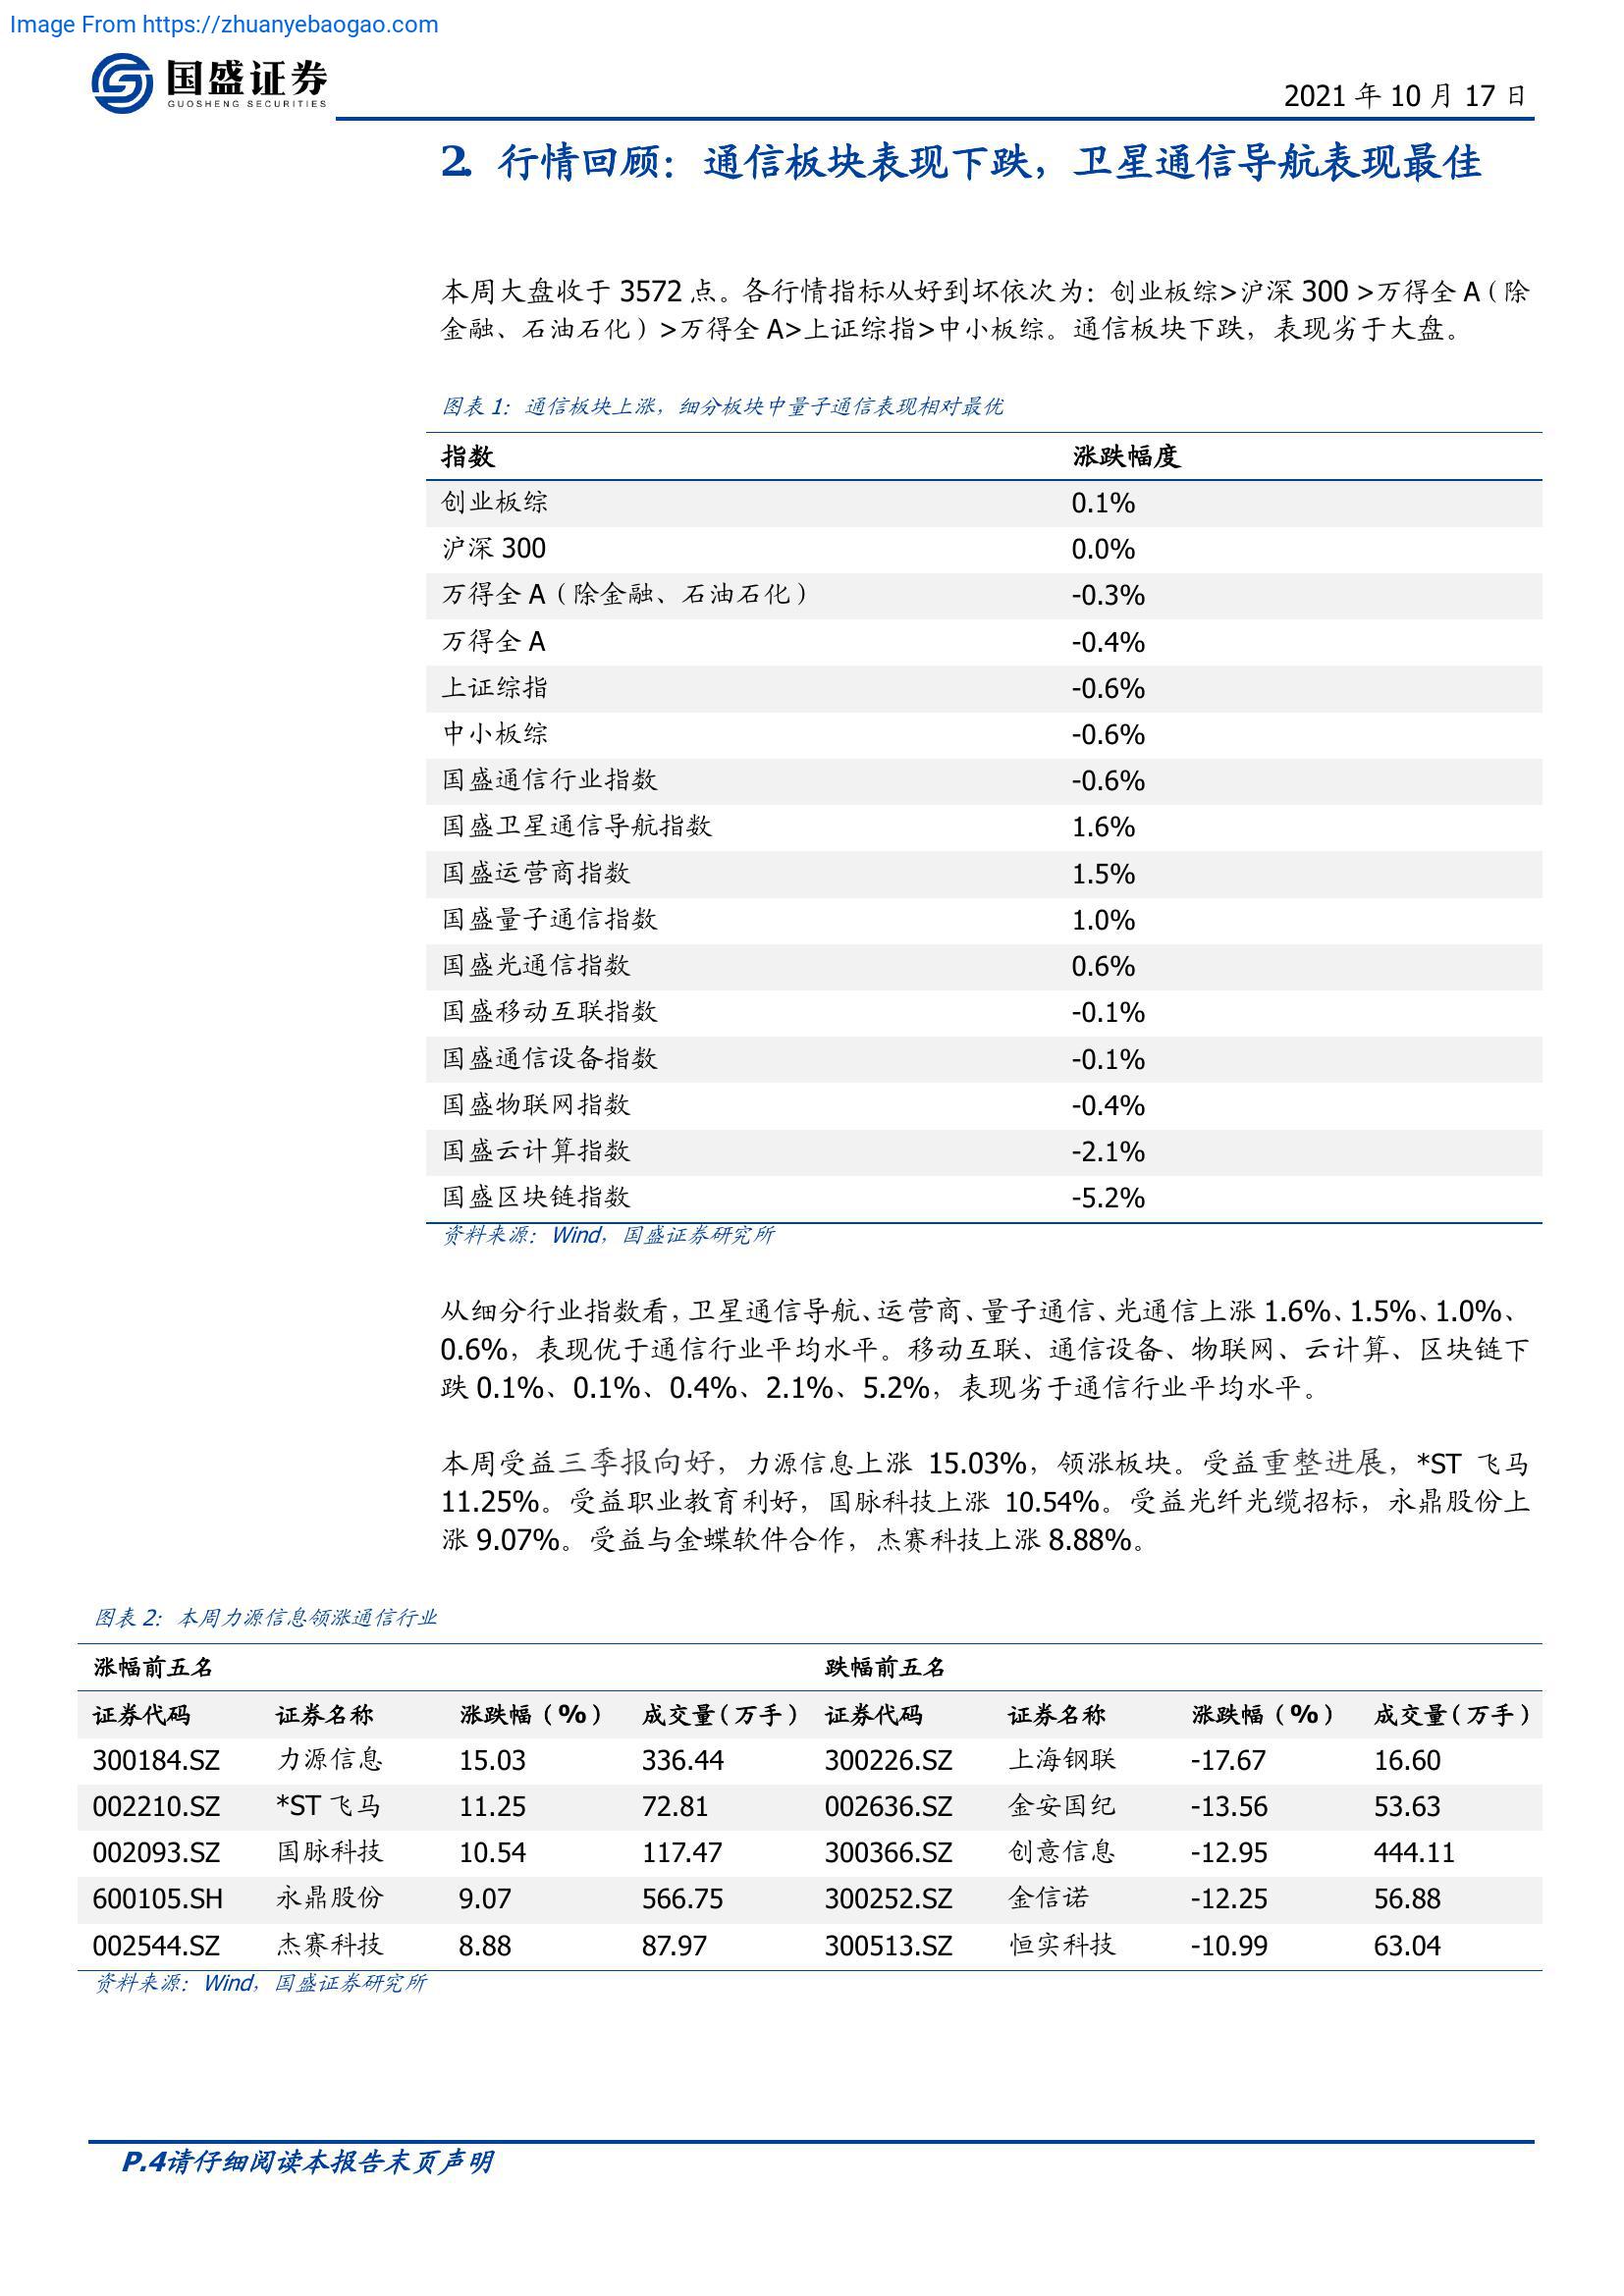 Image From https://zhuanyebaogao.com
国盛证券
GUOSHENG SECURITIES
2021 年 10 月 17 日
2. 行情回顾：通信板块表现下跌，卫星通信导航表现最佳
本周大盘收于 3572 点。各行情指标从好到坏依次为：创业板综>沪深 300 >万得全 A（除
金融、石油石化）>万得全 A>上证综指>中小板综。通信板块下跌，表现劣于大盘。
图表 1：通信板块上涨，细分板块中量子通信表现相对最优
指数 涨跌幅度
创业板综 0.1%
沪深 300 0.0%
万得全 A（除金融、石油石化） -0.3%
万得全 A -0.4%
上证综指 -0.6%
中小板综 -0.6%
国盛通信行业指数 -0.6%
国盛卫星通信导航指数 1.6%
国盛运营商指数 1.5%
国盛量子通信指数 1.0%
国盛光通信指数 0.6%
国盛移动互联指数 -0.1%
国盛通信设备指数 -0.1%
国盛物联网指数 -0.4%
国盛云计算指数 -2.1%
国盛区块链指数 -5.2%
资料来源：Wind，国盛证券研究所
从细分行业指数看，卫星通信导航、运营商、量子通信、光通信上涨 1.6%、1.5%、1.0%、
0.6%，表现优于通信行业平均水平。移动互联、通信设备、物联网、云计算、区块链下
跌 0.1%、0.1%、0.4%、2.1%、5.2%，表现劣于通信行业平均水平。
本周受益三季报向好，力源信息上涨 15.03%，领涨板块。受益重整进展，*ST 飞马
11.25%。受益职业教育利好，国脉科技上涨 10.54%。受益光纤光缆招标，永鼎股份上
涨 9.07%。受益与金蝶软件合作，杰赛科技上涨 8.88%。
图表 2：本周力源信息领涨通信行业
涨幅前五名 跌幅前五名
证券代码 证券名称 涨跌幅（%） 成交量（万手） 证券代码 证券名称 涨跌幅（%） 成交量（万手）
300184.SZ 力源信息 15.03 336.44 300226.SZ 上海钢联 -17.67 16.60
002210.SZ *ST 飞马 11.25 72.81 002636.SZ 金安国纪 -13.56 53.63
002093.SZ 国脉科技 10.54 117.47 300366.SZ 创意信息 -12.95 444.11
600105.SH 永鼎股份 9.07 566.75 300252.SZ 金信诺 -12.25 56.88
002544.SZ 杰赛科技 8.88 87.97 300513.SZ 恒实科技 -10.99 63.04
资料来源：Wind，国盛证券研究所
P.4请仔细阅读本报告末页声明